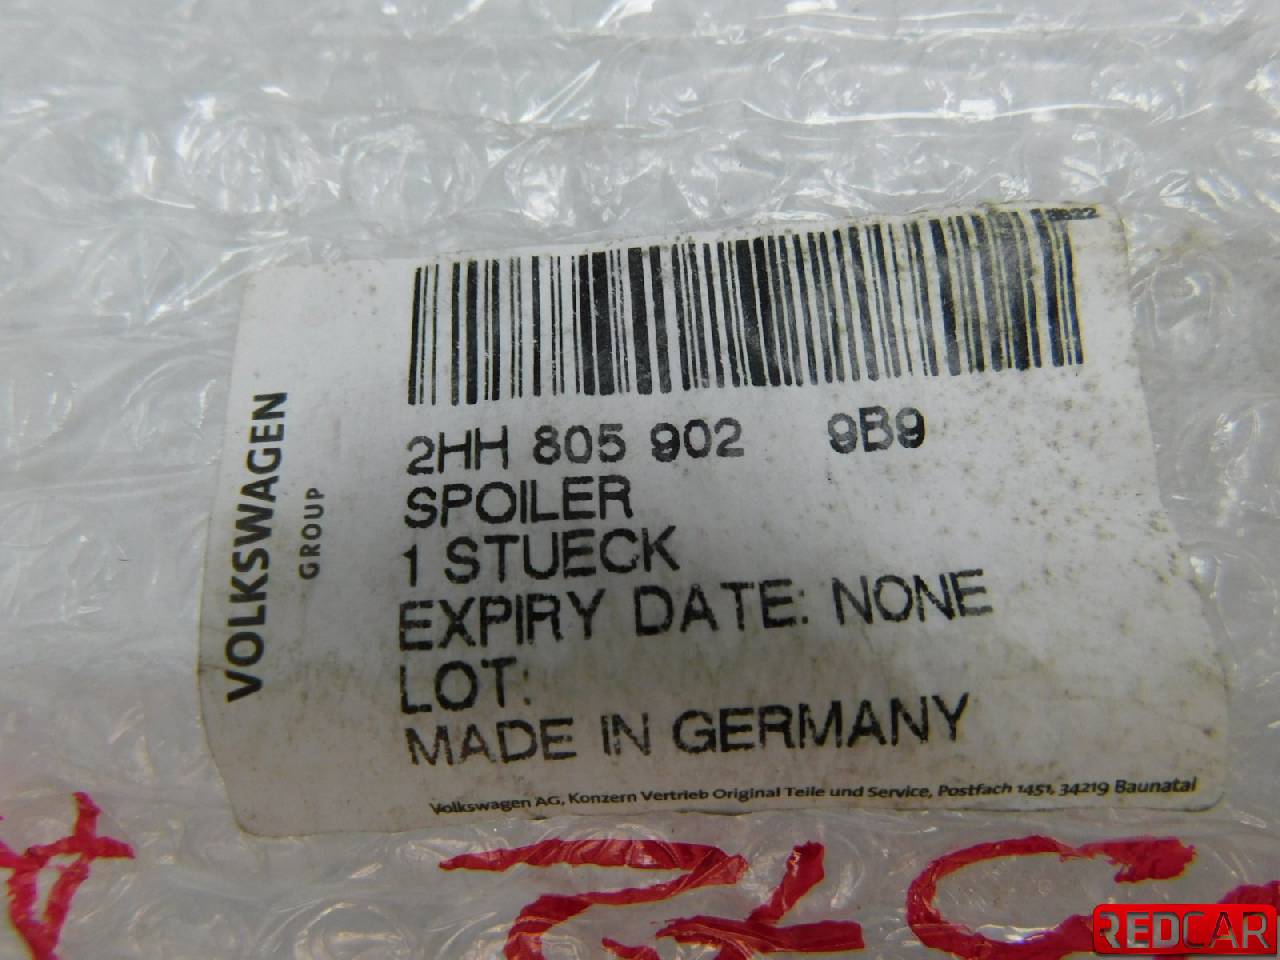 8B22
2HH 805 902 9B9
SPOILER
1 STUECK
EXPIRY DATE: NONE
LOT:
MADE IN GERMANY
Volkswagen AG, Konzern Vertrieb Original Teile und Service, Postfach 1451, 34219 Baunatal
VOLKSWAGEN
GROUP
REDCAR